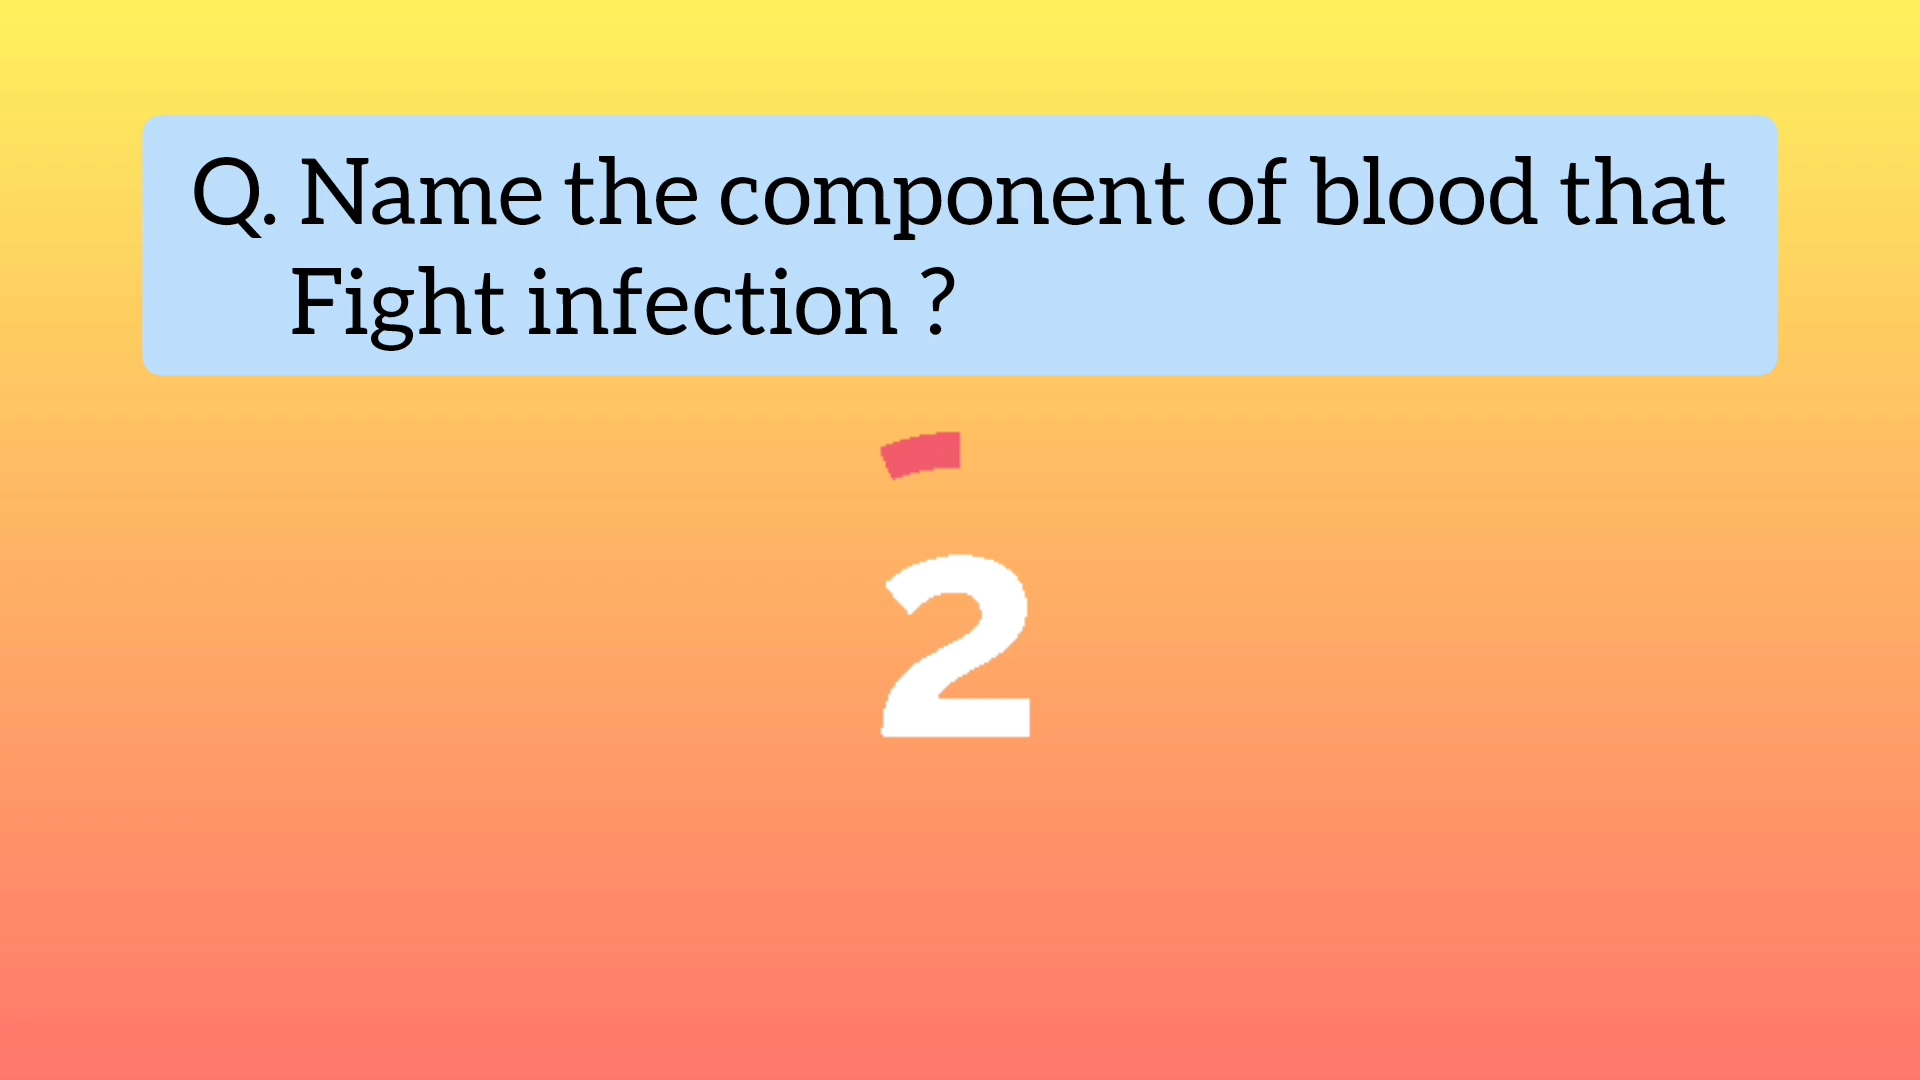 Q. Name the component of blood that
Fight infection ?
2